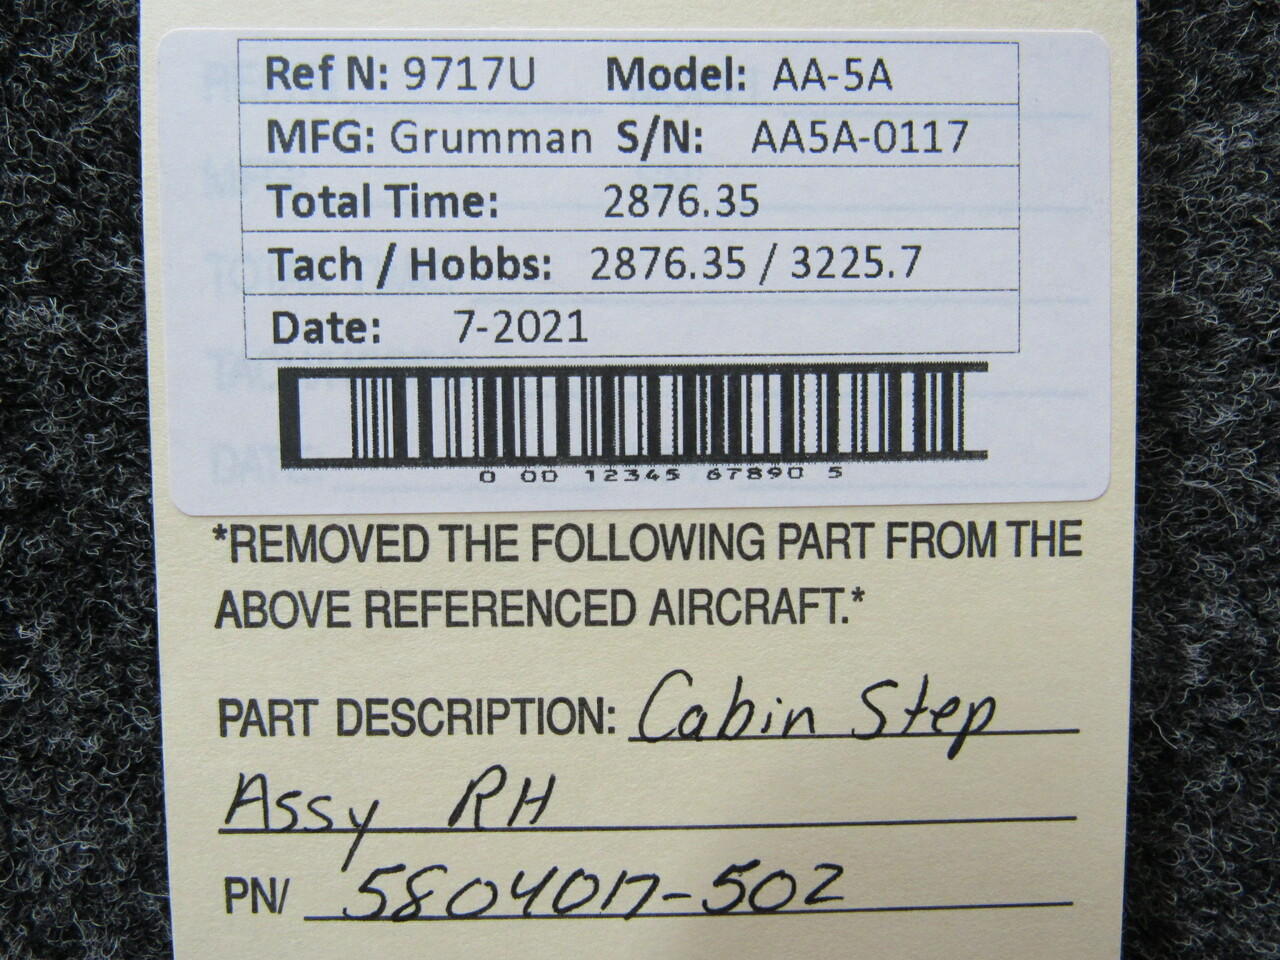 Ref N: 9717U Model: AA-5A
MFG: Grumman S/N: AA5A-0117
Total Time: 2876.35
Tach / Hobbs: 2876.35 / 3225.7
Date: 7-2021
0 00 12345 67890 5
*REMOVED THE FOLLOWING PART FROM THE
ABOVE REFERENCED AIRCRAFT.*
PART DESCRIPTION: Cabin Step
Assy RH
PN/ 5804017-502